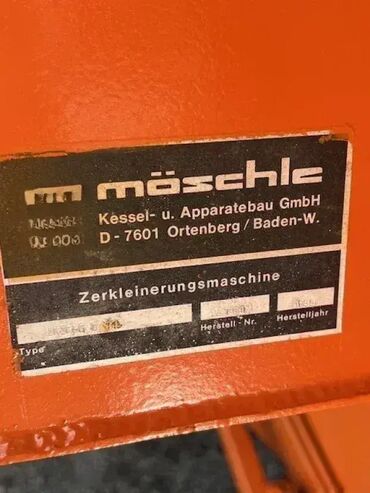 möschle
Kessel- u. Apparatebau GmbH
D - 7601 Ortenberg / Baden-W.
Zerkleinerungsmaschine
Type
Herstell - Nr.
Herstelljahr